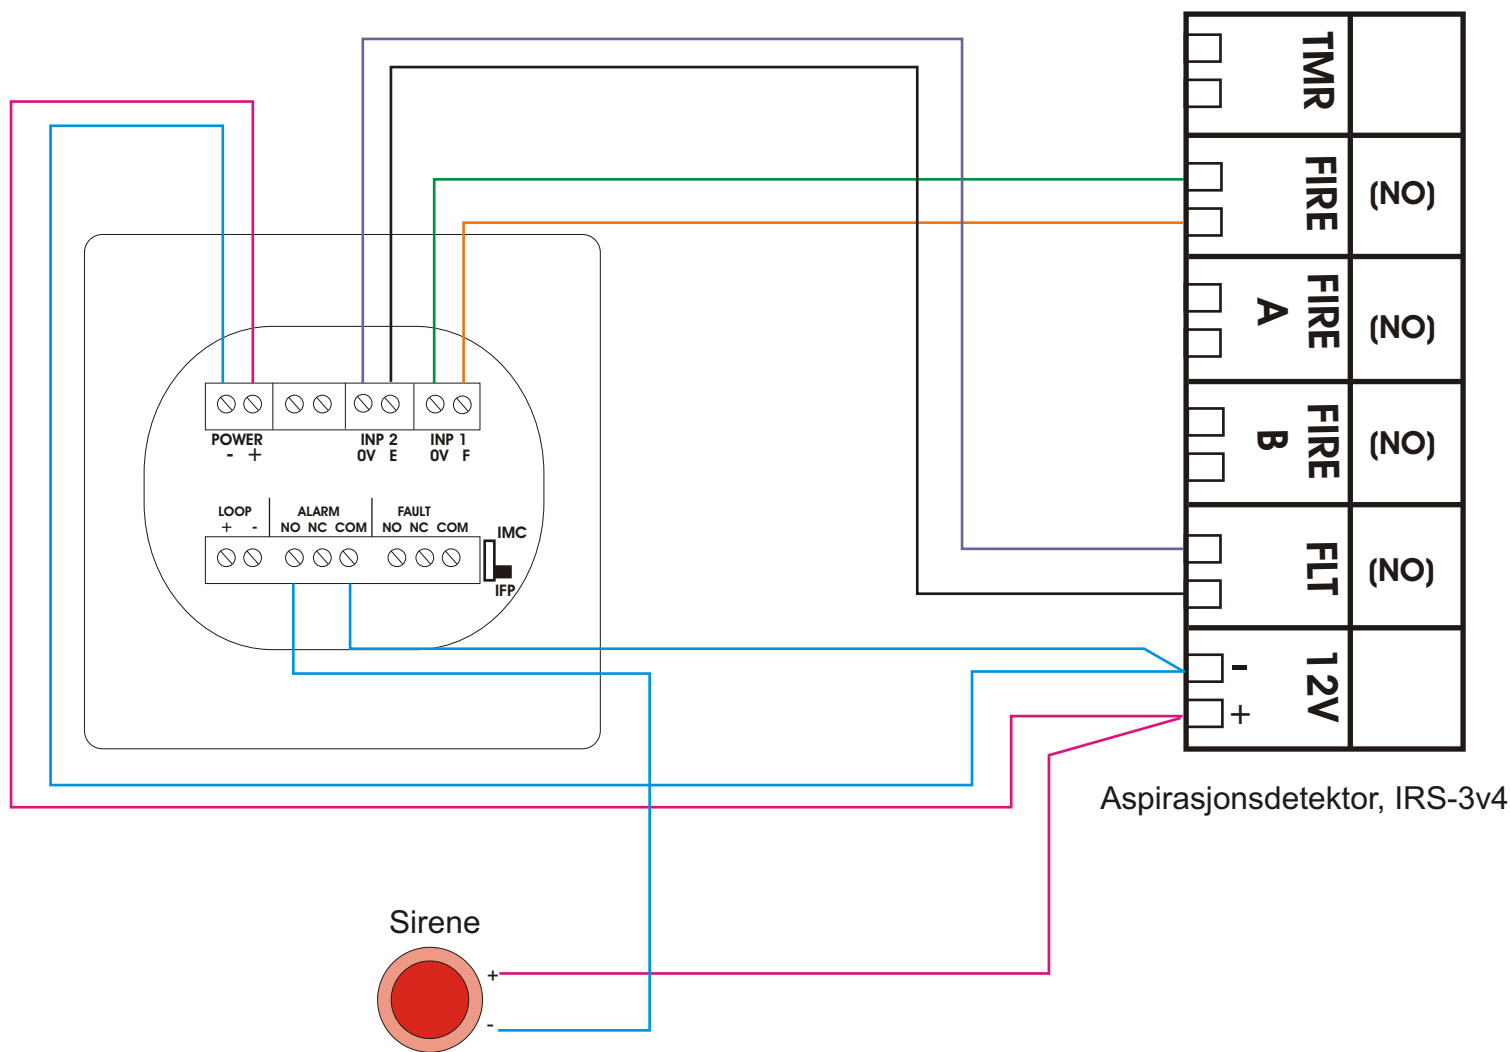 TMR
FIRE (NO)
A FIRE (NO)
B FIRE (NO)
FLT (NO)
- 12V
+
Aspirasjonsdetektor, IRS-3v4
POWER INP 2 INP 1
- + 0V E 0V F
LOOP ALARM FAULT
+ - NO NC COM NO NC COM
IMC
IFP
Sirene
+
-